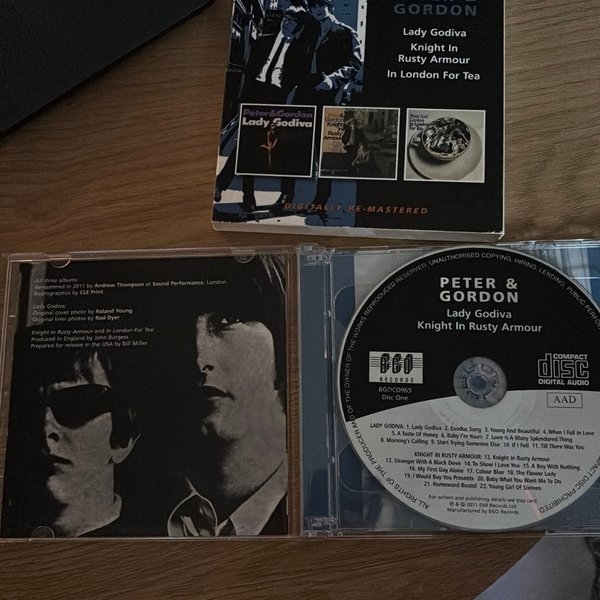 GORDON
Lady Godiva
Knight In
Rusty Armour
In London For Tea
Peter&Gordon
Lady Godiva
Knight
in
Rusty
Armour
DIGITALLY RE-MASTERED
All three albums:
Remastered in 2011 by Andrew Thompson at Sound Performance, London
Reprographics by CLE Print
Lady Godiva:
Original cover photo by Roland Young
Original liner photo by Rod Dyer
Knight In Rusty Armour and In London For Tea:
Produced in England by John Burgess
Prepared for release in the USA by Bill Miller
ALL RIGHTS OF THE PRODUCER AND OF THE OWNER OF THE WORKS REPRODUCED RESERVED. UNAUTHORISED COPYING, HIRING, LENDING, PUBLIC
PETER &
GORDON
Lady Godiva
Knight In Rusty Armour
BGO
RECORDS
BGOCD969
Disc One
COMPACT
disc
DIGITAL AUDIO
AAD
LADY GODIVA: 1. Lady Godiva 2. Exodus Song 3. Young And Beautiful 4. When I Fall In Love
5. A Taste Of Honey 6. Baby I'm Yours 7. Love Is A Many Splendored Thing
8. Morning's Calling 9. Start Trying Someone Else 10. If I Fell 11. Till There Was You
KNIGHT IN RUSTY ARMOUR: 12. Knight In Rusty Armour
13. Stranger With A Black Dove 14. To Show I Love You 15. A Boy With Nothing
16. My First Day Alone 17. Colour Blue 18. The Flower Lady
19. I Would Buy You Presents 20. Baby What You Want Me To Do
21. Homeward Bound 22. Young Girl Of Sixteen
For writers and publishing details see tray card
℗ & © 2011 EMI Records Ltd
Manufactured by BGO Records
DISC PROHIBITED